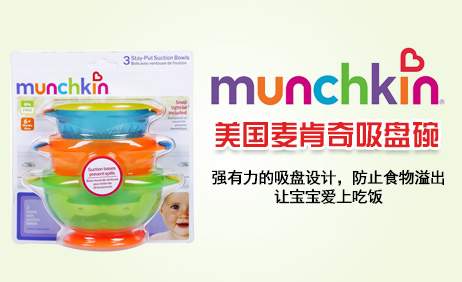 3 Stay-Put Suction Bowls
munchkin
6+
Suction bases
prevent spills
munchkin®
美国麦肯奇吸盘碗
强有力的吸盘设计，防止食物溢出
让宝宝爱上吃饭